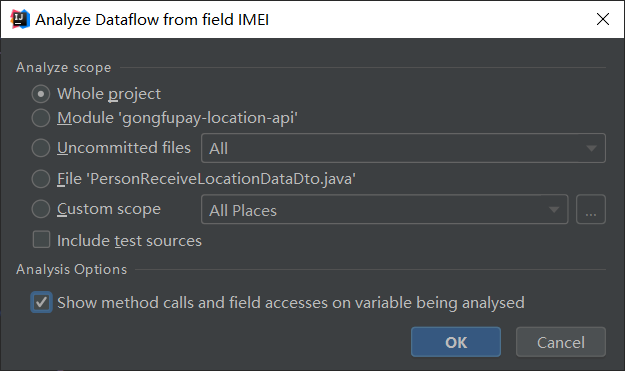 IJ Analyze Dataflow from field IMEI
Analyze scope
Whole project
Module 'gongfupay-location-api'
Uncommitted files All
File 'PersonReceiveLocationDataDto.java'
Custom scope All Places ...
Include test sources
Analysis Options
Show method calls and field accesses on variable being analysed
OK Cancel